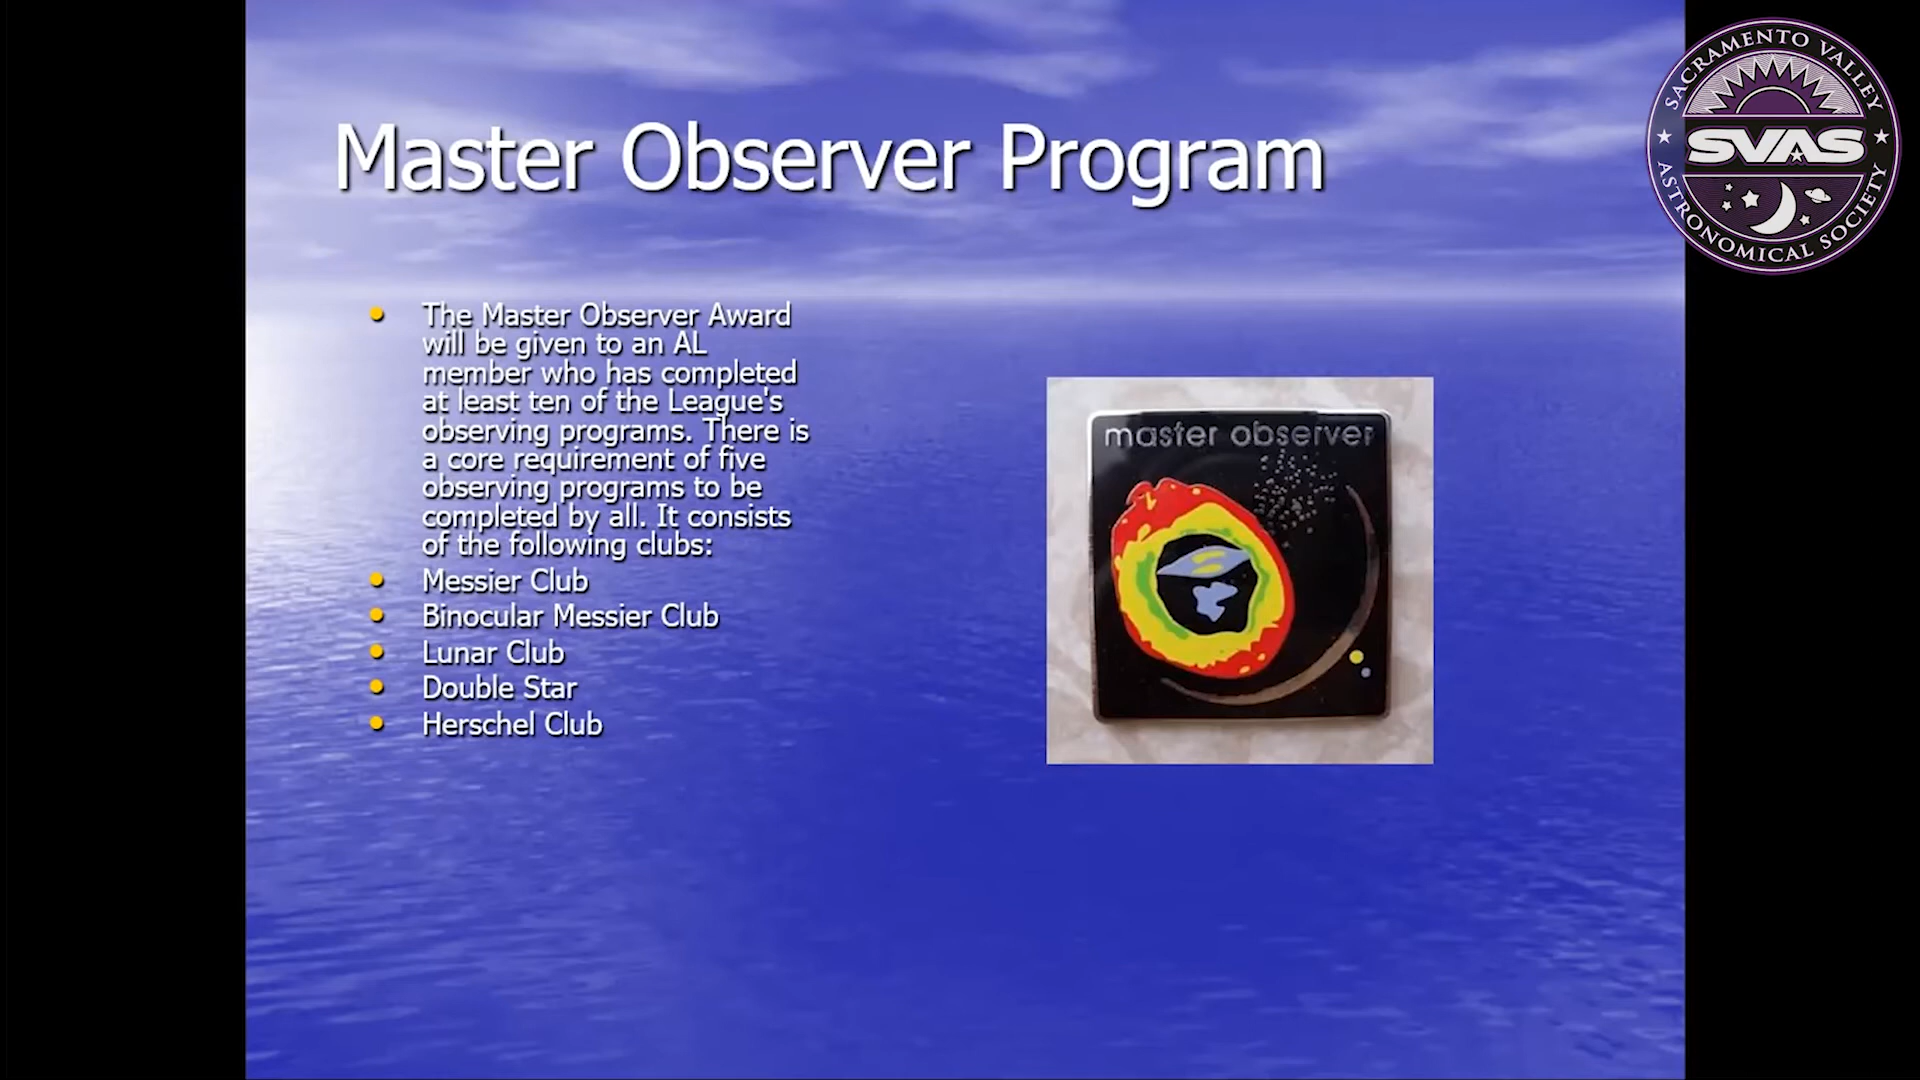 Master Observer Program
SACRAMENTO VALLEY
SVAS
ASTRONOMICAL SOCIETY
• The Master Observer Award
will be given to an AL
member who has completed
at least ten of the League's
observing programs. There is
a core requirement of five
observing programs to be
completed by all. It consists
of the following clubs:
• Messier Club
• Binocular Messier Club
• Lunar Club
• Double Star
• Herschel Club
master observer